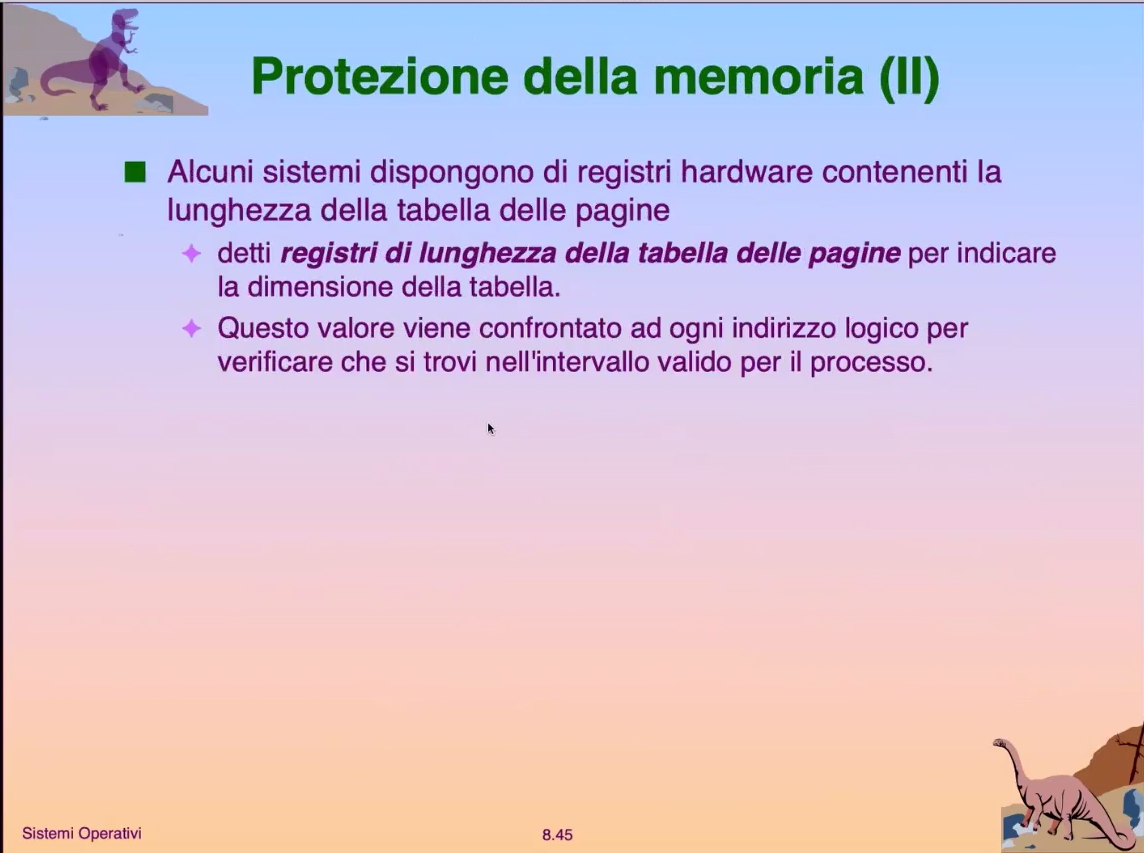 Protezione della memoria (II)
Alcuni sistemi dispongono di registri hardware contenenti la
lunghezza della tabella delle pagine
detti registri di lunghezza della tabella delle pagine per indicare
la dimensione della tabella.
Questo valore viene confrontato ad ogni indirizzo logico per
verificare che si trovi nell'intervallo valido per il processo.
Sistemi Operativi
8.45